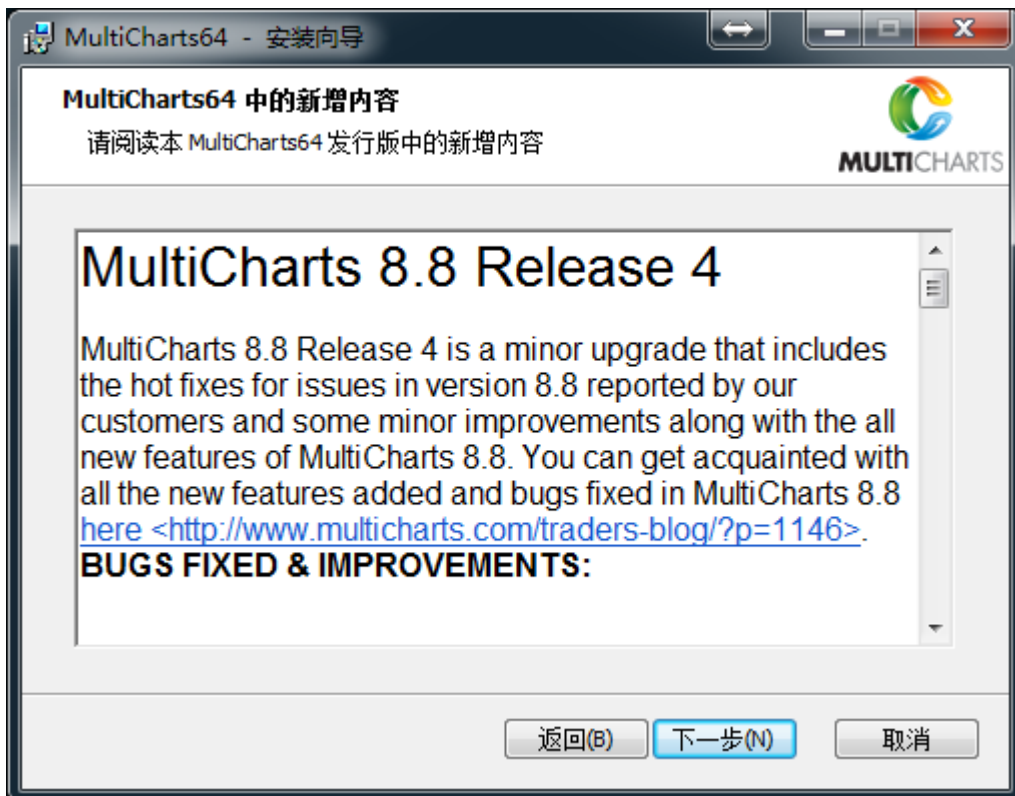 MultiCharts64 - 安装向导
MultiCharts64 中的新增内容
请阅读本 MultiCharts64 发行版中的新增内容
MULTICHARTS
MultiCharts 8.8 Release 4
MultiCharts 8.8 Release 4 is a minor upgrade that includes
the hot fixes for issues in version 8.8 reported by our
customers and some minor improvements along with the all
new features of MultiCharts 8.8. You can get acquainted with
all the new features added and bugs fixed in MultiCharts 8.8
here <http://www.multicharts.com/traders-blog/?p=1146>.
BUGS FIXED & IMPROVEMENTS:
返回(B) 下一步(N) 取消